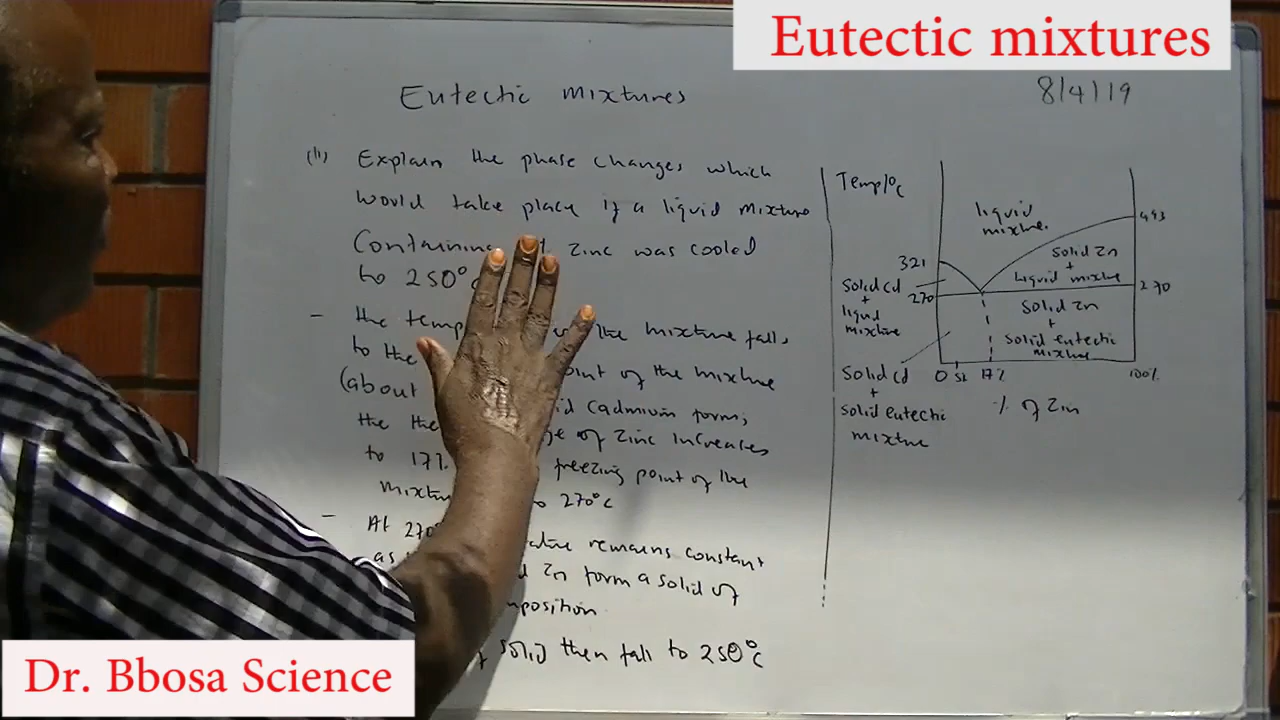 Eutectic mixtures
Eutectic mixtures
8/4/19
(ii) Explain the phase changes which
would take place if a liquid mixture
Containing zinc was cooled
to 250°C
- the temp the mixture falls
to the point of the mixture
(about Cadmium form,
the the of zinc increases
to 17% freezing point of the
to 270°C
- At 270° remains constant
as Zn form a solid of
solid then fall to 250°C
Temp/°C
liquid
mixture.
493
321
solid Zn
+
liquid mixture
solid Cd
+
liquid
mixture
270
270
solid Zn
+
solid eutectic
mixture
solid Cd
+
solid eutectic
mixture
0 5% 17% 100%
% of Zin
Dr. Bbosa Science